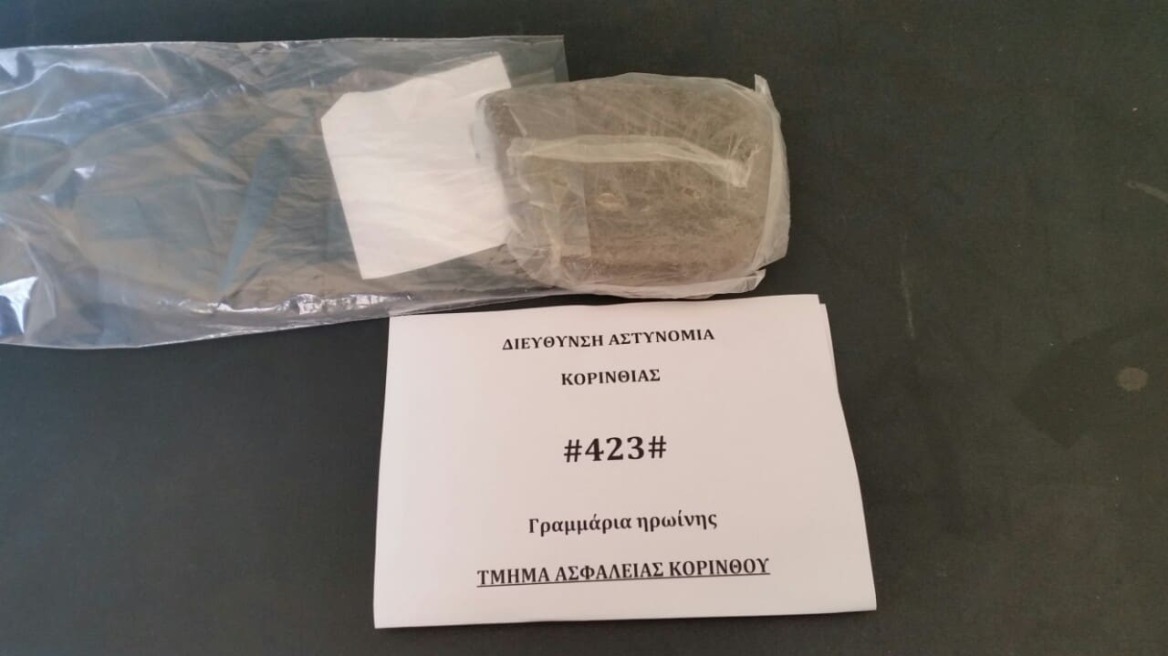 ΔΙΕΥΘΥΝΣΗ ΑΣΤΥΝΟΜΙΑ
ΚΟΡΙΝΘΙΑΣ
#423#
Γραμμάρια ηρωίνης
ΤΜΗΜΑ ΑΣΦΑΛΕΙΑΣ ΚΟΡΙΝΘΟΥ